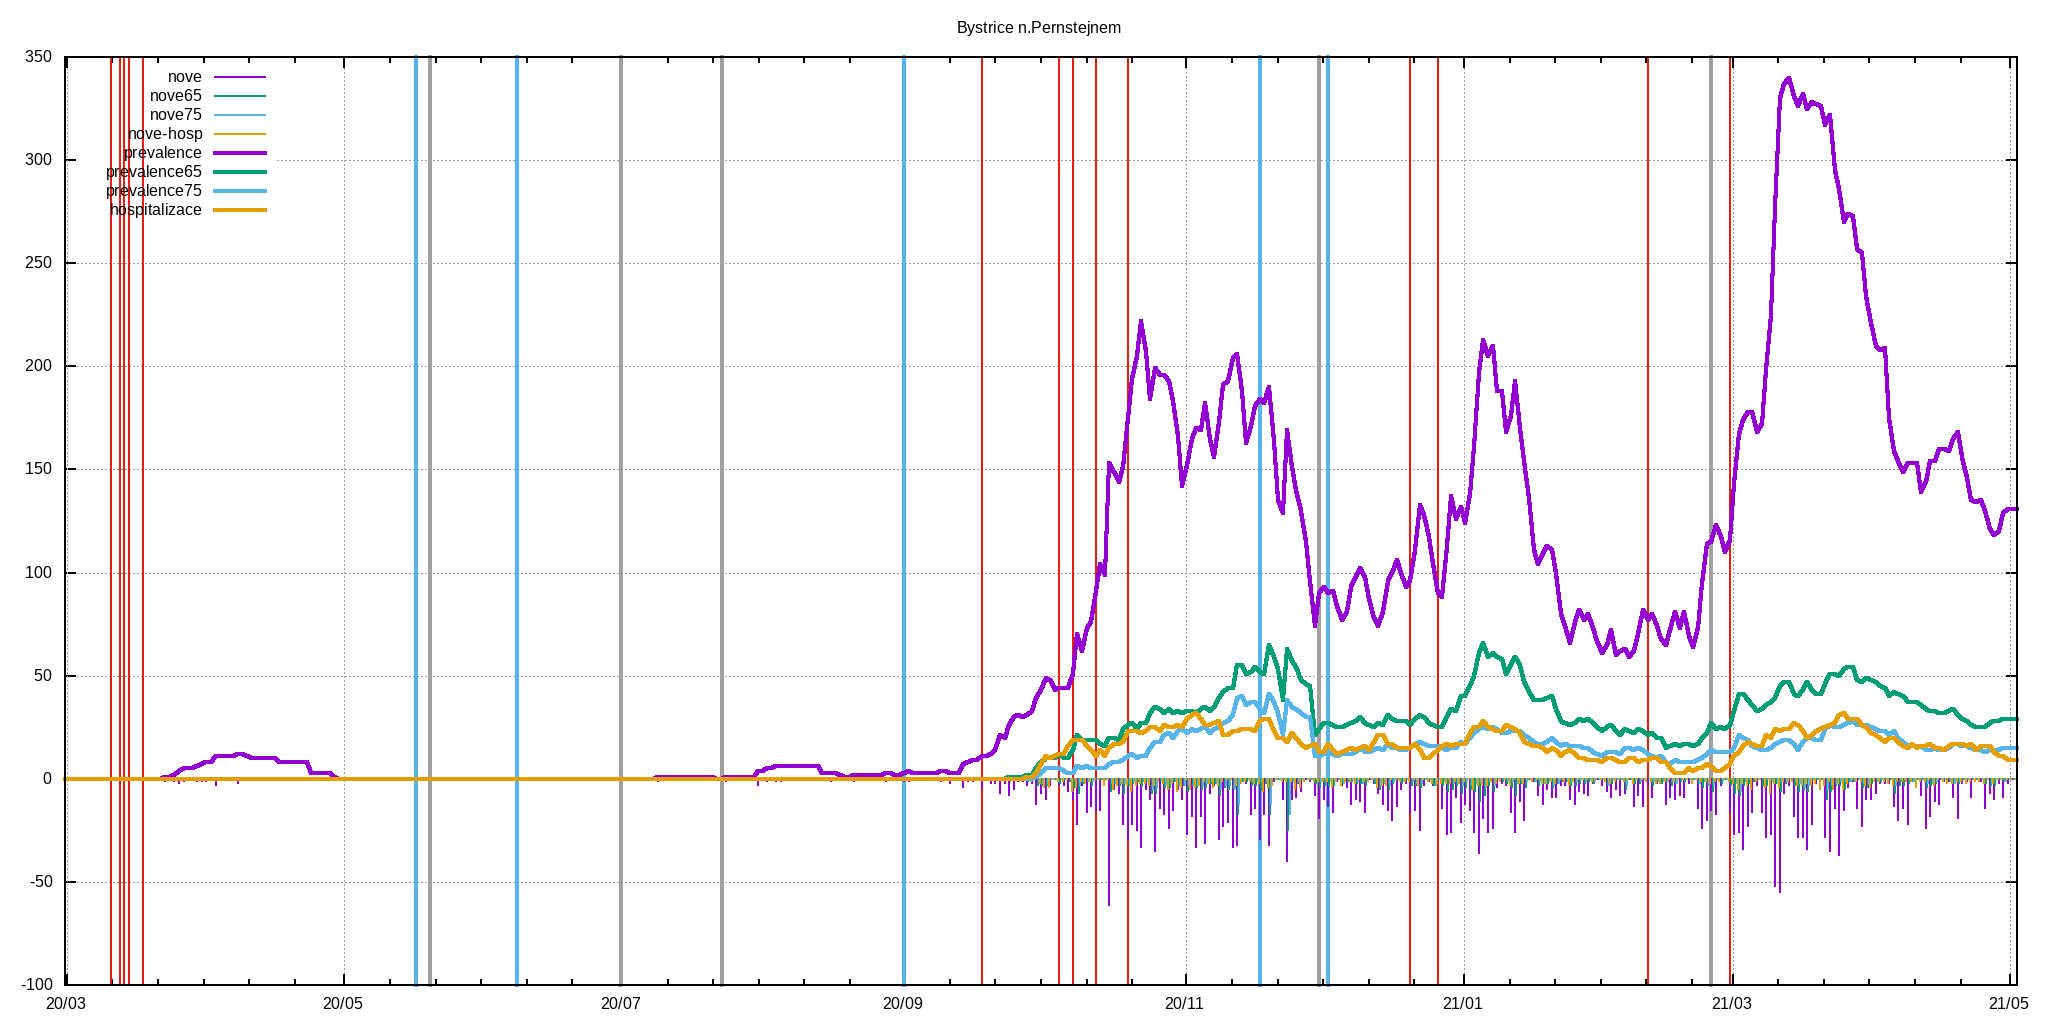 Bystrice n.Pernstejnem
350
300
250
200
150
100
50
0
-50
-100
nove
nove65
nove75
nove-hosp
prevalence
prevalence65
prevalence75
hospitalizace
20/03 20/05 20/07 20/09 20/11 21/01 21/03 21/05